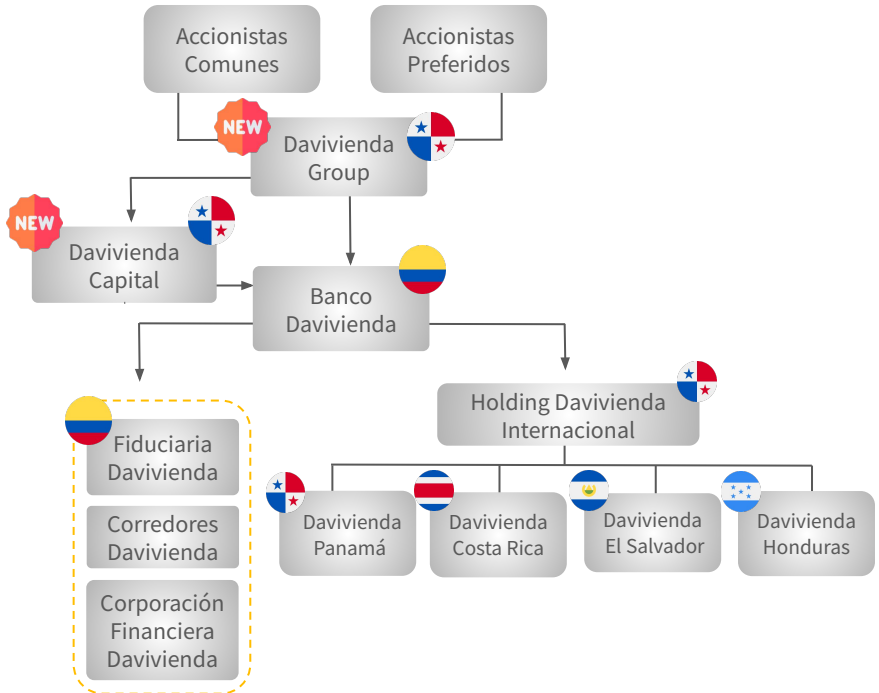 Accionistas
Comunes
Accionistas
Preferidos
NEW
Davivienda
Group
NEW
Davivienda
Capital
Banco
Davivienda
Holding Davivienda
Internacional
Fiduciaria
Davivienda
Corredores
Davivienda
Corporación
Financiera
Davivienda
Davivienda
Panamá
Davivienda
Costa Rica
Davivienda
El Salvador
Davivienda
Honduras